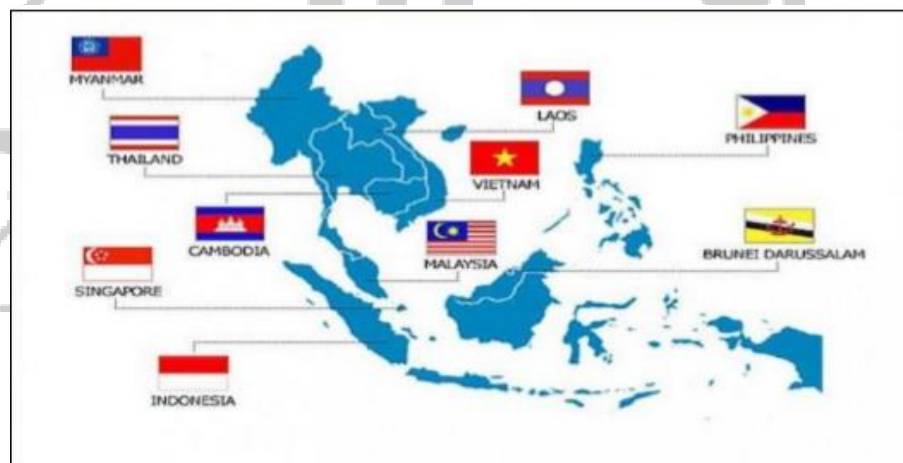 MYANMAR
LAOS
PHILIPPINES
THAILAND
VIETNAM
CAMBODIA
MALAYSIA
BRUNEI DARUSSALAM
SINGAPORE
INDONESIA